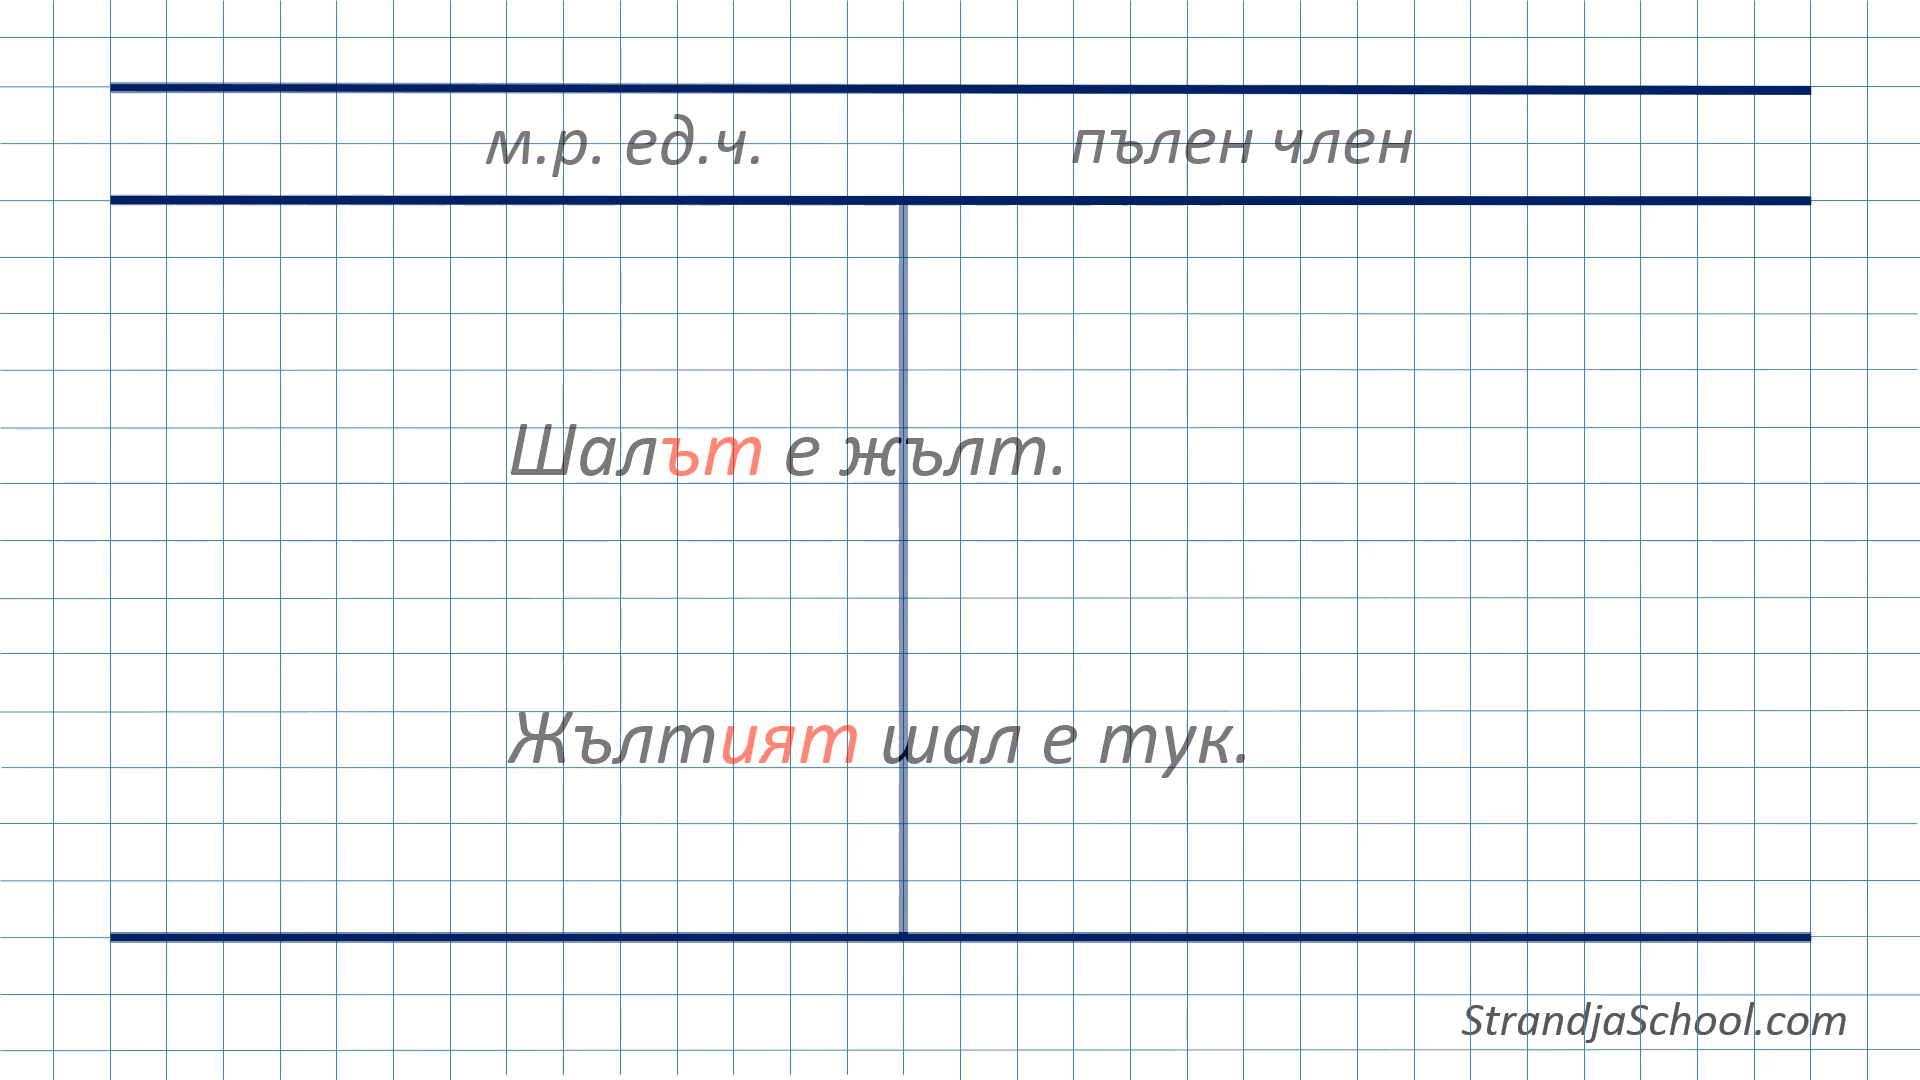 м.р. ед.ч. пълен член
Шалът е жълт.
Жълтият шал е тук.
StrandjaSchool.com